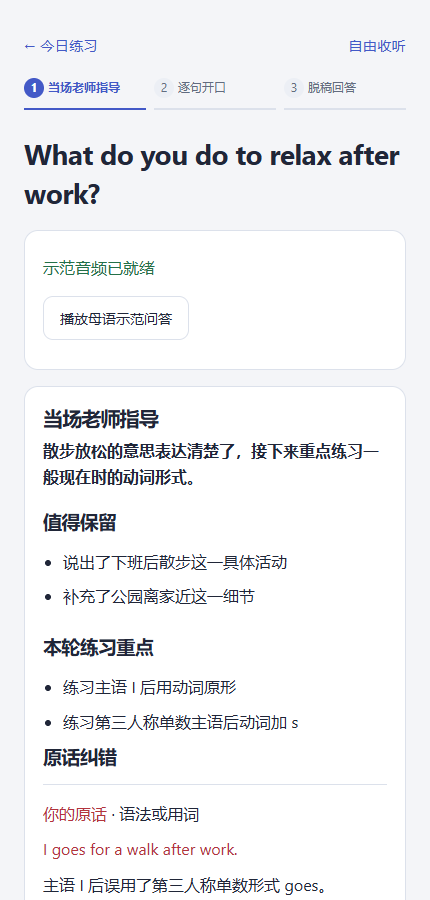 ← 今日练习
自由收听
1 当场老师指导
2 逐句开口
3 脱稿回答
What do you do to relax after
work?
示范音频已就绪
播放母语示范问答
当场老师指导
散步放松的意思表达清楚了，接下来重点练习一
般现在时的动词形式。
值得保留
• 说出了下班后散步这一具体活动
• 补充了公园离家近这一细节
本轮练习重点
• 练习主语 I 后用动词原形
• 练习第三人称单数主语后动词加 s
原话纠错
你的原话 · 语法或用词
I goes for a walk after work.
主语 I 后误用了第三人称单数形式 goes。